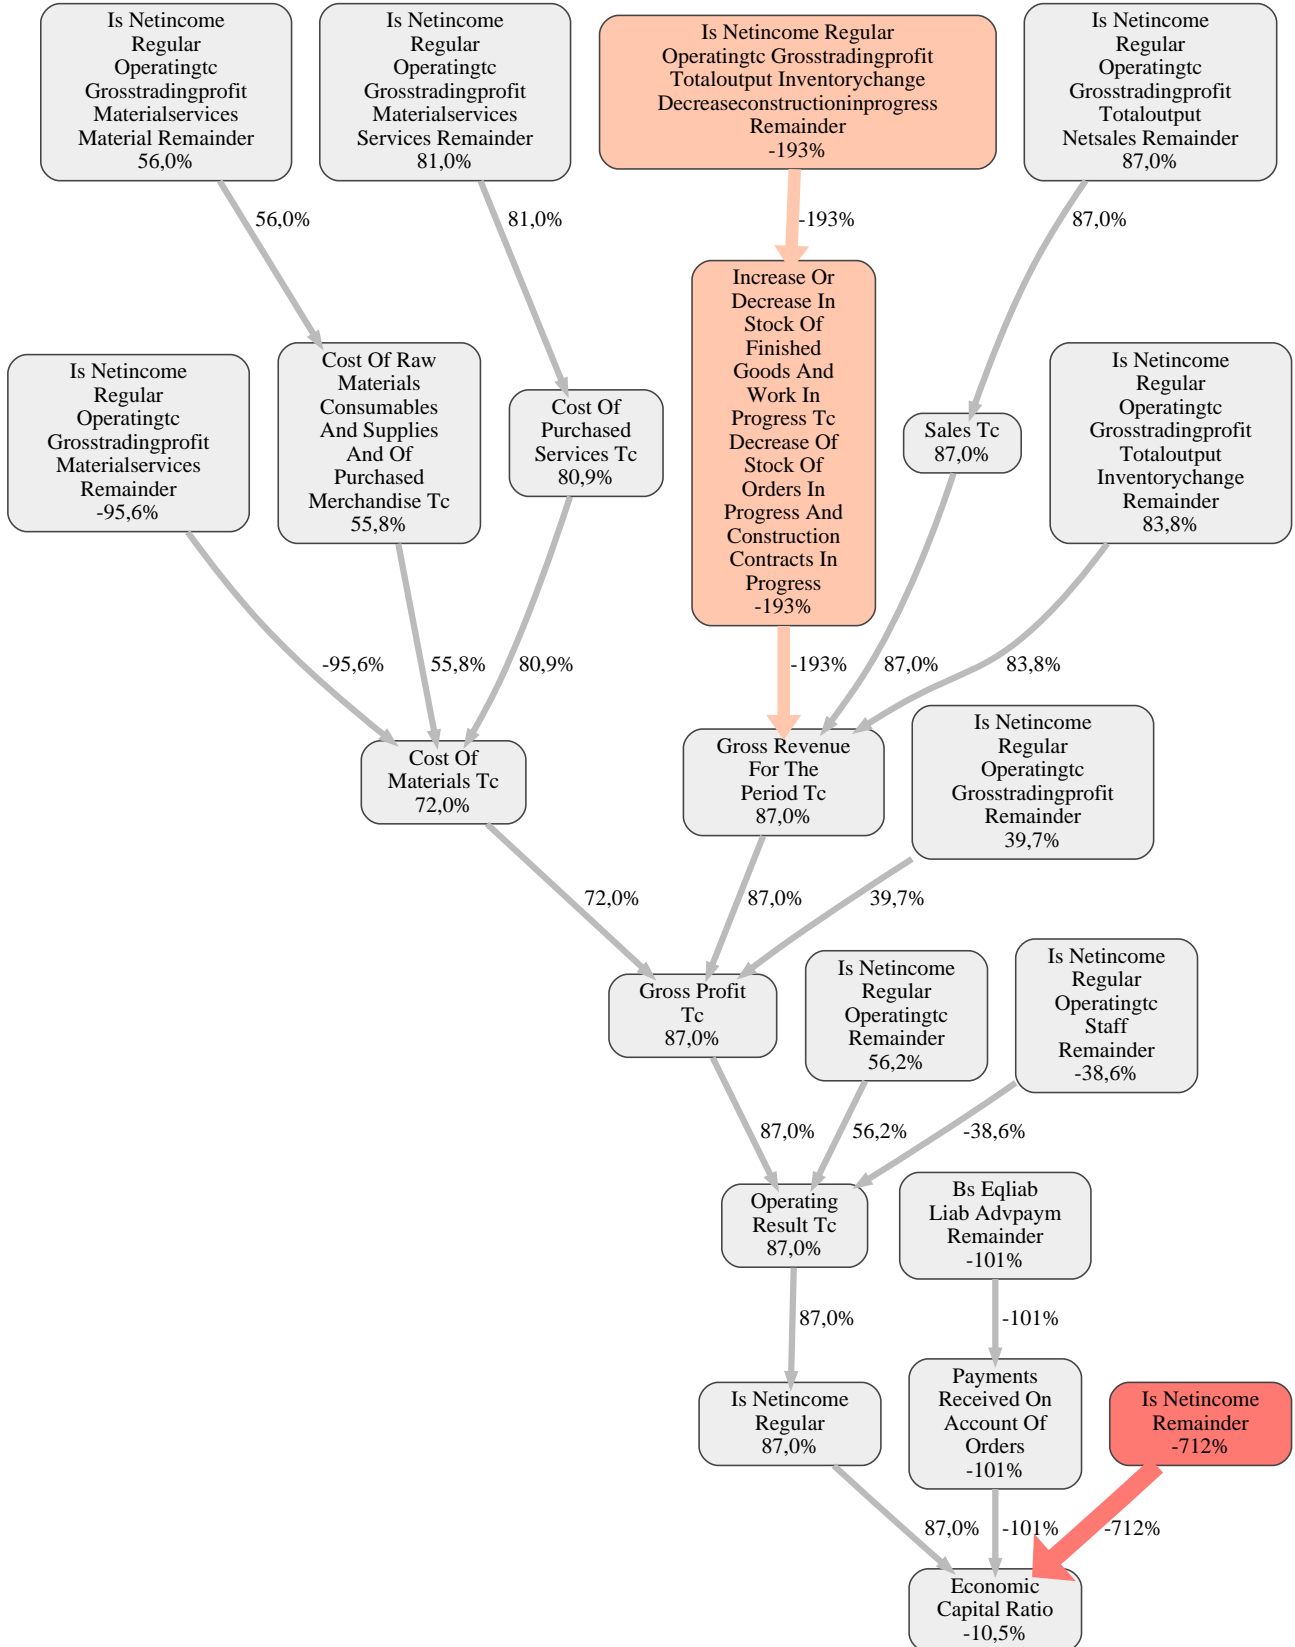 Is Netincome
Regular
Operatingtc
Grosstradingprofit
Materialservices
Material Remainder
56,0%
Is Netincome
Regular
Operatingtc
Grosstradingprofit
Materialservices
Services Remainder
81,0%
Is Netincome Regular
Operatingtc Grosstradingprofit
Totaloutput Inventorychange
Decreaseconstructioninprogress
Remainder
-193%
Is Netincome
Regular
Operatingtc
Grosstradingprofit
Totaloutput
Netsales Remainder
87,0%
56,0%
81,0%
-193%
87,0%
Is Netincome
Regular
Operatingtc
Grosstradingprofit
Materialservices
Remainder
-95,6%
Cost Of Raw
Materials
Consumables
And Supplies
And Of
Purchased
Merchandise Tc
55,8%
Cost Of
Purchased
Services Tc
80,9%
Increase Or
Decrease In
Stock Of
Finished
Goods And
Work In
Progress Tc
Decrease Of
Stock Of
Orders In
Progress And
Construction
Contracts In
Progress
-193%
Sales Tc
87,0%
Is Netincome
Regular
Operatingtc
Grosstradingprofit
Totaloutput
Inventorychange
Remainder
83,8%
-95,6%
55,8%
80,9%
-193%
87,0%
83,8%
Cost Of
Materials Tc
72,0%
Gross Revenue
For The
Period Tc
87,0%
Is Netincome
Regular
Operatingtc
Grosstradingprofit
Remainder
39,7%
72,0%
87,0%
39,7%
Gross Profit
Tc
87,0%
Is Netincome
Regular
Operatingtc
Remainder
56,2%
Is Netincome
Regular
Operatingtc
Staff
Remainder
-38,6%
87,0%
56,2%
-38,6%
Operating
Result Tc
87,0%
Bs Eqliab
Liab Advpaym
Remainder
-101%
87,0%
-101%
Is Netincome
Regular
87,0%
Payments
Received On
Account Of
Orders
-101%
Is Netincome
Remainder
-712%
87,0%
-101%
-712%
Economic
Capital Ratio
-10,5%